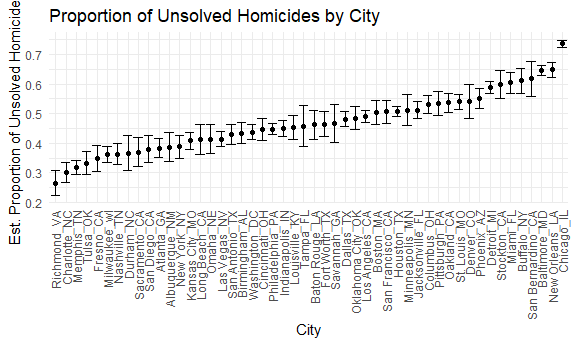 Proportion of Unsolved Homicides by City
Est. Proportion of Unsolved Homicides
0.7
0.6
0.5
0.4
0.3
0.2
Richmond_VA
Charlotte_NC
Memphis_TN
Tulsa_OK
Fresno_CA
Milwaukee_wI
Nashville_TN
Durham_NC
Sacramento_CA
San Diego_CA
Atlanta_GA
Albuquerque_NM
New York_NY
Kansas City_MO
Long Beach_CA
Omaha_NE
Las Vegas_NV
San Antonio_TX
Birmingham_AL
Washington_DC
Cincinnati_OH
Philadelphia_PA
Indianapolis_IN
Louisville_KY
Tampa_FL
Baton Rouge_LA
Fort Worth_TX
Savannah_GA
Dallas_TX
Oklahoma City_OK
Los Angeles_CA
Boston_MA
San Francisco_CA
Houston_TX
Minneapolis_MN
Jacksonville_FL
Columbus_OH
Pittsburgh_PA
Oakland_CA
St. Louis_MO
Denver_CO
Phoenix_AZ
Detroit_MI
Stockton_CA
Miami_FL
Buffalo_NY
San Bernardino_CA
Baltimore_MD
New Orleans_LA
Chicago_IL
City